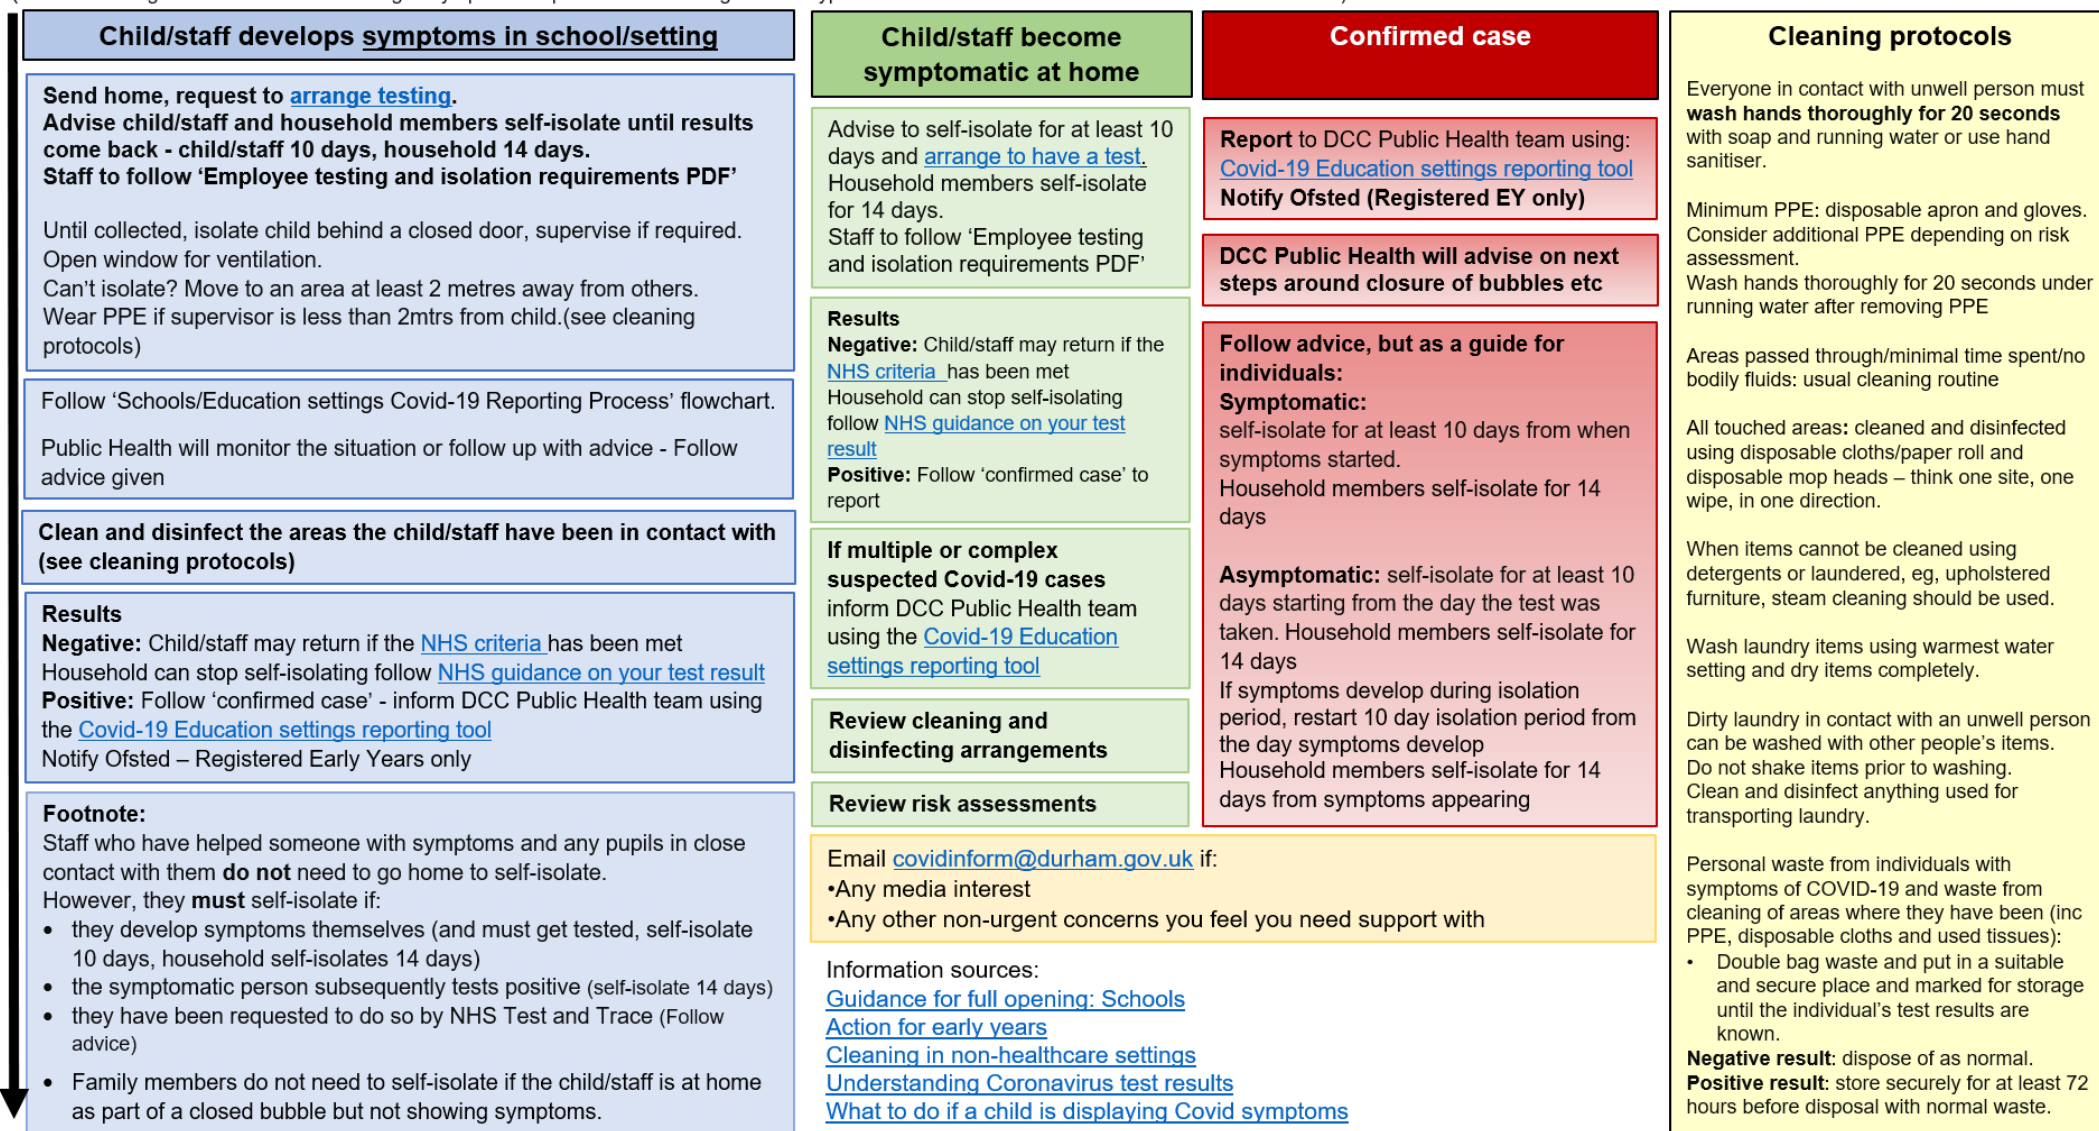 Child/staff develops symptoms in school/setting
Send home, request to arrange testing.
Advise child/staff and household members self-isolate until results
come back - child/staff 10 days, household 14 days.
Staff to follow ‘Employee testing and isolation requirements PDF’
Until collected, isolate child behind a closed door, supervise if required.
Open window for ventilation.
Can’t isolate? Move to an area at least 2 metres away from others.
Wear PPE if supervisor is less than 2mtrs from child.(see cleaning
protocols)
Follow ‘Schools/Education settings Covid-19 Reporting Process’ flowchart.
Public Health will monitor the situation or follow up with advice - Follow
advice given
Clean and disinfect the areas the child/staff have been in contact with
(see cleaning protocols)
Results
Negative: Child/staff may return if the NHS criteria has been met
Household can stop self-isolating follow NHS guidance on your test result
Positive: Follow ‘confirmed case’ - inform DCC Public Health team using
the Covid-19 Education settings reporting tool
Notify Ofsted – Registered Early Years only
Footnote:
Staff who have helped someone with symptoms and any pupils in close
contact with them do not need to go home to self-isolate.
However, they must self-isolate if:
• they develop symptoms themselves (and must get tested, self-isolate
10 days, household self-isolates 14 days)
• the symptomatic person subsequently tests positive (self-isolate 14 days)
• they have been requested to do so by NHS Test and Trace (Follow
advice)
• Family members do not need to self-isolate if the child/staff is at home
as part of a closed bubble but not showing symptoms.
Child/staff become
symptomatic at home
Advise to self-isolate for at least 10
days and arrange to have a test.
Household members self-isolate
for 14 days.
Staff to follow ‘Employee testing
and isolation requirements PDF’
Results
Negative: Child/staff may return if the
NHS criteria has been met
Household can stop self-isolating
follow NHS guidance on your test
result
Positive: Follow ‘confirmed case’ to
report
If multiple or complex
suspected Covid-19 cases
inform DCC Public Health team
using the Covid-19 Education
settings reporting tool
Review cleaning and
disinfecting arrangements
Review risk assessments
Confirmed case
Report to DCC Public Health team using:
Covid-19 Education settings reporting tool
Notify Ofsted (Registered EY only)
DCC Public Health will advise on next
steps around closure of bubbles etc
Follow advice, but as a guide for
individuals:
Symptomatic:
self-isolate for at least 10 days from when
symptoms started.
Household members self-isolate for 14
days
Asymptomatic: self-isolate for at least 10
days starting from the day the test was
taken. Household members self-isolate for
14 days
If symptoms develop during isolation
period, restart 10 day isolation period from
the day symptoms develop
Household members self-isolate for 14
days from symptoms appearing
Email covidinform@durham.gov.uk if:
•Any media interest
•Any other non-urgent concerns you feel you need support with
Information sources:
Guidance for full opening: Schools
Action for early years
Cleaning in non-healthcare settings
Understanding Coronavirus test results
What to do if a child is displaying Covid symptoms
Cleaning protocols
Everyone in contact with unwell person must
wash hands thoroughly for 20 seconds
with soap and running water or use hand
sanitiser.
Minimum PPE: disposable apron and gloves.
Consider additional PPE depending on risk
assessment.
Wash hands thoroughly for 20 seconds under
running water after removing PPE
Areas passed through/minimal time spent/no
bodily fluids: usual cleaning routine
All touched areas: cleaned and disinfected
using disposable cloths/paper roll and
disposable mop heads – think one site, one
wipe, in one direction.
When items cannot be cleaned using
detergents or laundered, eg, upholstered
furniture, steam cleaning should be used.
Wash laundry items using warmest water
setting and dry items completely.
Dirty laundry in contact with an unwell person
can be washed with other people’s items.
Do not shake items prior to washing.
Clean and disinfect anything used for
transporting laundry.
Personal waste from individuals with
symptoms of COVID-19 and waste from
cleaning of areas where they have been (inc
PPE, disposable cloths and used tissues):
• Double bag waste and put in a suitable
and secure place and marked for storage
until the individual’s test results are
known.
Negative result: dispose of as normal.
Positive result: store securely for at least 72
hours before disposal with normal waste.